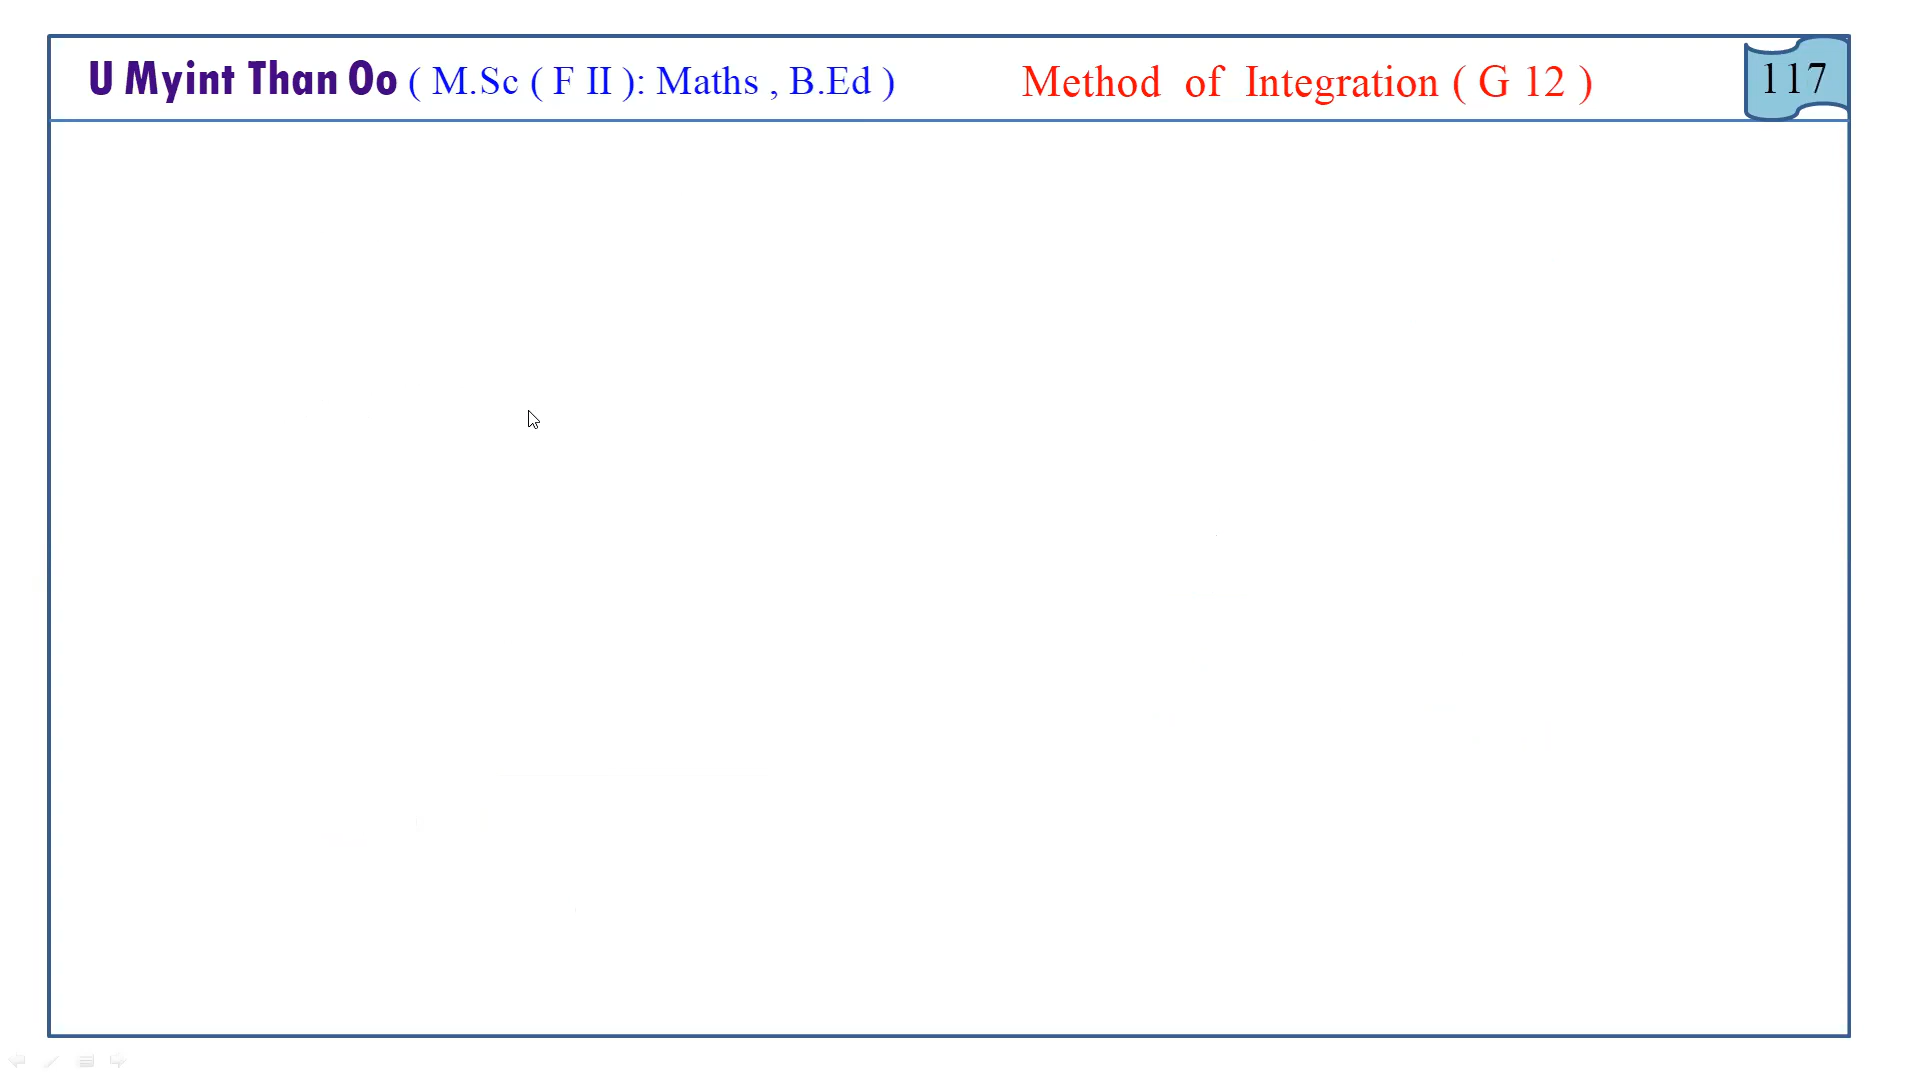 U Myint Than Oo ( M.Sc ( F II ): Maths , B.Ed ) Method of Integration ( G 12 ) 117